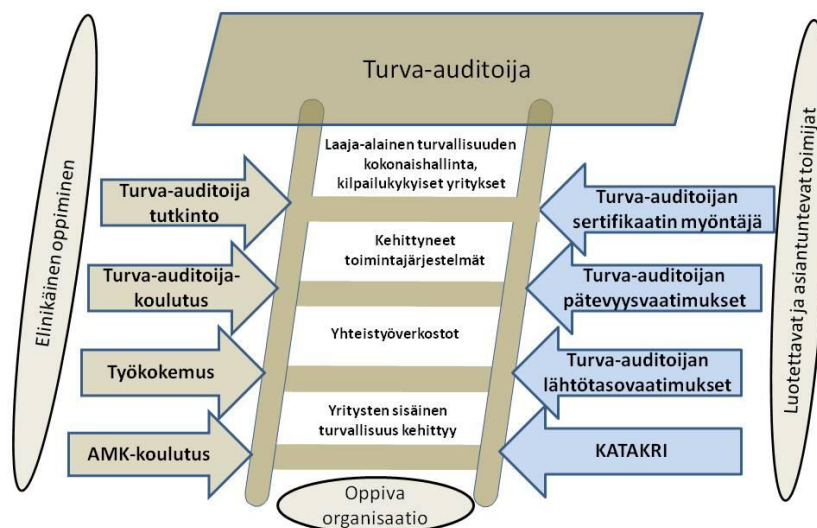 Turva-auditoija
Laaja-alainen turvallisuuden
kokonaishallinta,
kilpailukykyiset yritykset
Turva-auditoija
tutkinto
Turva-auditoijan
sertifikaatin myöntäjä
Kehittyneet
toimintajärjestelmät
Turva-auditoija-
koulutus
Turva-auditoijan
pätevyysvaatimukset
Yhteistyöverkostot
Työkokemus
Turva-auditoijan
lähtötasovaatimukset
Yritysten sisäinen
turvallisuus kehittyy
AMK-koulutus
KATAKRI
Oppiva
organisaatio
Elinikäinen oppiminen
Luotettavat ja asiantuntevat toimijat